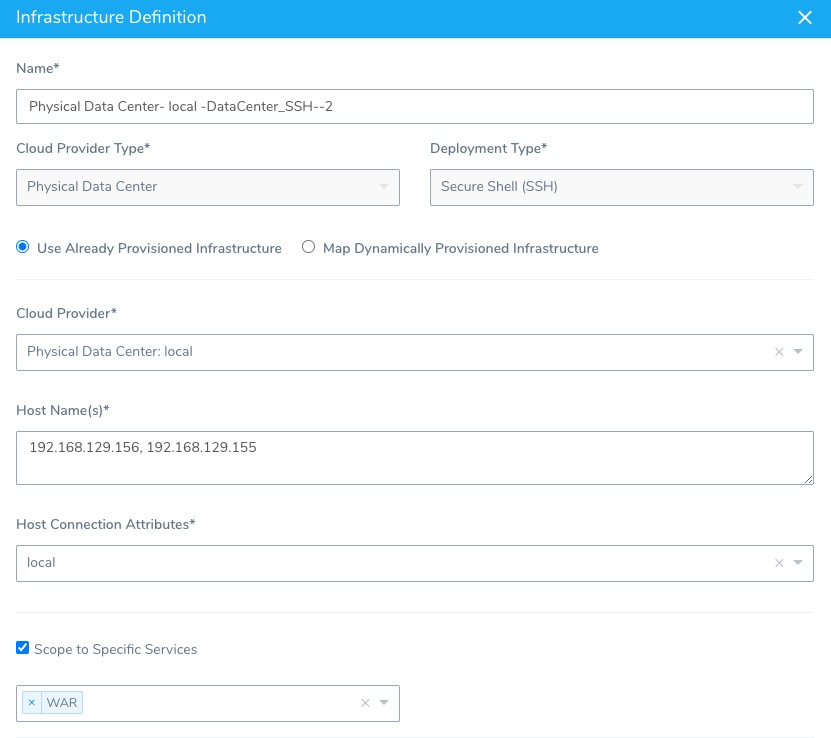 Infrastructure Definition
Name*
Physical Data Center- local -DataCenter_SSH--2
Cloud Provider Type* Deployment Type*
Physical Data Center Secure Shell (SSH)
Use Already Provisioned Infrastructure Map Dynamically Provisioned Infrastructure
Cloud Provider*
Physical Data Center: local
Host Name(s)*
192.168.129.156, 192.168.129.155
Host Connection Attributes*
local
Scope to Specific Services
WAR